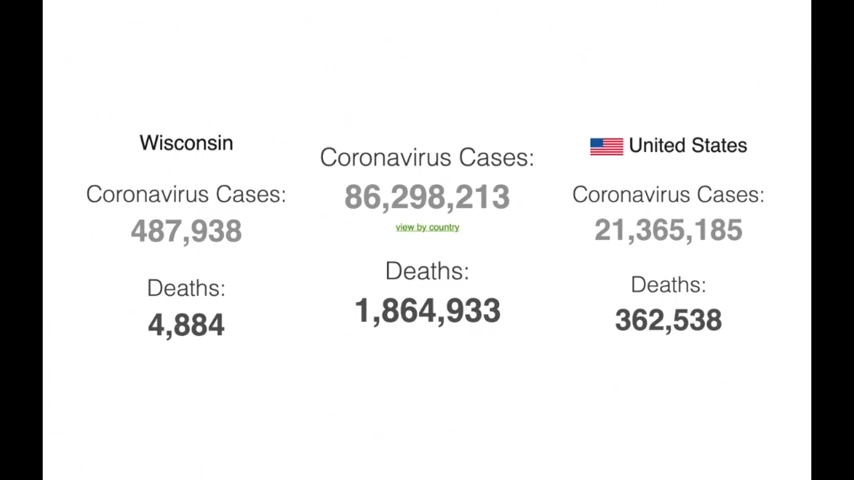 Wisconsin
Coronavirus Cases:
487,938
Deaths:
4,884
Coronavirus Cases:
86,298,213
view by country
Deaths:
1,864,933
United States
Coronavirus Cases:
21,365,185
Deaths:
362,538